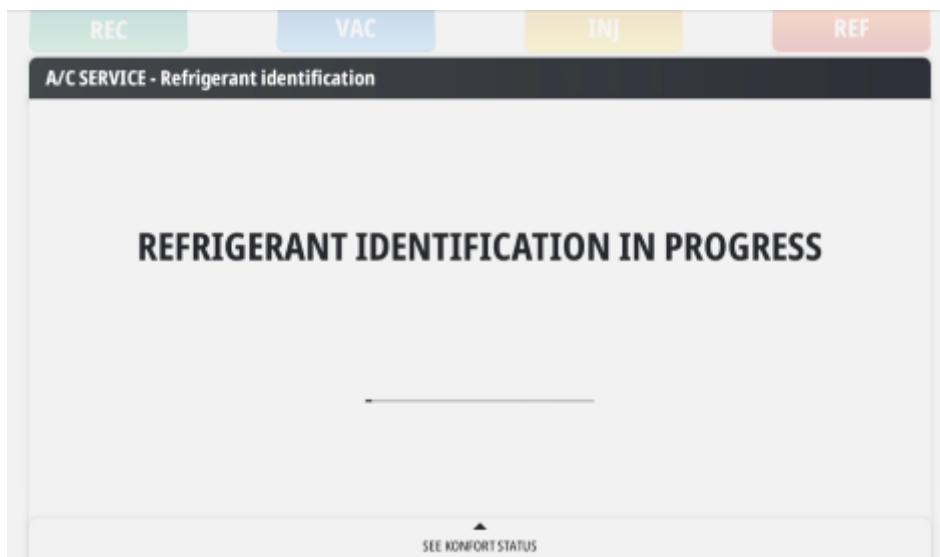 REC VAC INJ REF
A/C SERVICE - Refrigerant identification
REFRIGERANT IDENTIFICATION IN PROGRESS
SEE KONFORT STATUS